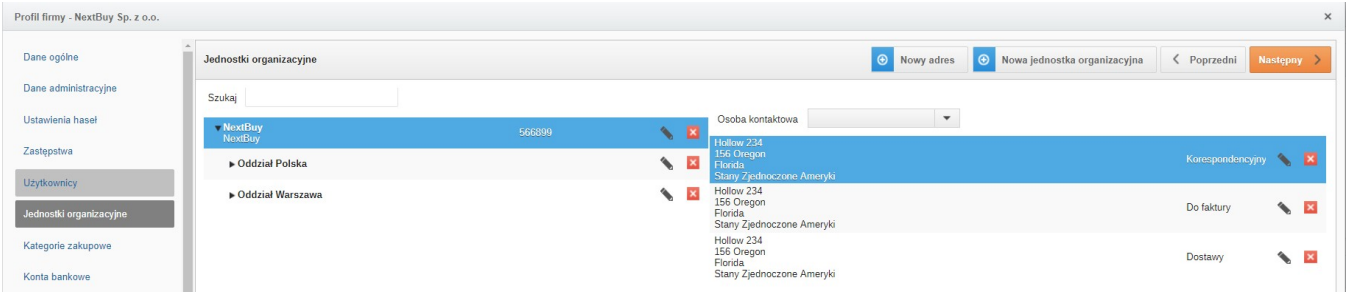 Profil firmy - NextBuy Sp. z o.o.
Dane ogólne
Dane administracyjne
Ustawienia haseł
Zastępstwa
Użytkownicy
Jednostki organizacyjne
Kategorie zakupowe
Konta bankowe
Jednostki organizacyjne
Nowy adres
Nowa jednostka organizacyjna
Poprzedni
Następny
Szukaj
NextBuy 566899
NextBuy
Oddział Polska
Oddział Warszawa
Osoba kontaktowa
Hollow 234
156 Oregon
Florida
Stany Zjednoczone Ameryki
Korespondencyjny
Hollow 234
156 Oregon
Florida
Stany Zjednoczone Ameryki
Do faktury
Hollow 234
156 Oregon
Florida
Stany Zjednoczone Ameryki
Dostawy